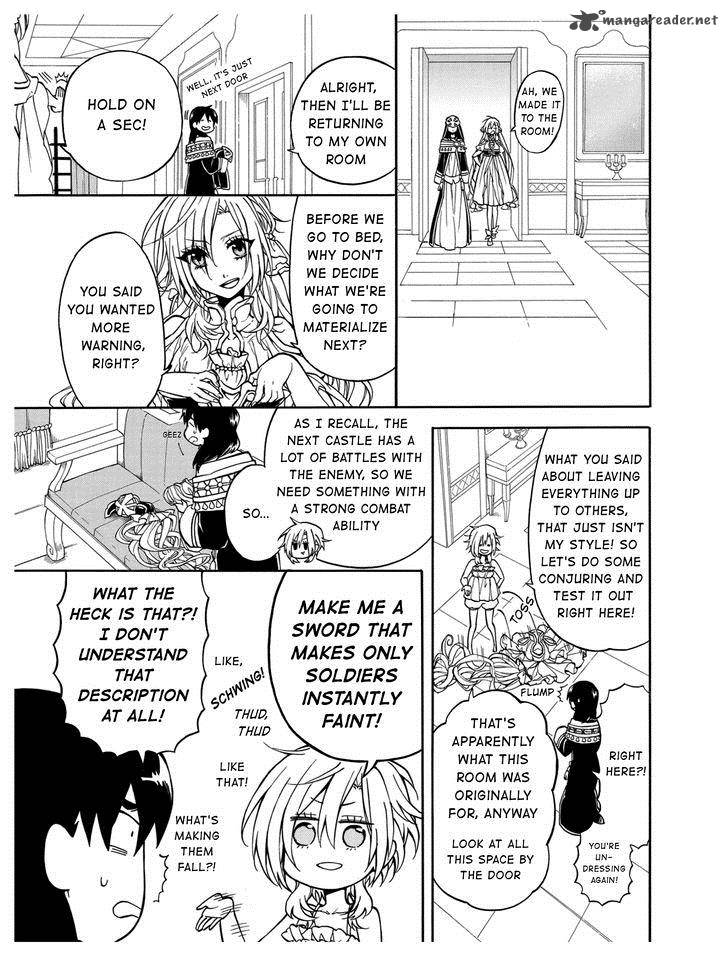 mangareader.net
AH, WE
MADE IT
TO THE
ROOM!
ALRIGHT,
THEN I'LL BE
RETURNING
TO MY OWN
ROOM
WELL, IT'S JUST
NEXT DOOR
HOLD ON
A SEC!
BEFORE WE
GO TO BED,
WHY DON'T
WE DECIDE
WHAT WE'RE
GOING TO
MATERIALIZE
NEXT?
YOU SAID
YOU WANTED
MORE
WARNING,
RIGHT?
WHAT YOU SAID
ABOUT LEAVING
EVERYTHING UP
TO OTHERS,
THAT JUST ISN'T
MY STYLE! SO
LET'S DO SOME
CONJURING AND
TEST IT OUT
RIGHT HERE!
TOSS
FLUMP
RIGHT
HERE?!
YOU'RE
UN-
DRESSING
AGAIN!
THAT'S
APPARENTLY
WHAT THIS
ROOM WAS
ORIGINALLY
FOR, ANYWAY
LOOK AT ALL
THIS SPACE BY
THE DOOR
AS I RECALL, THE
NEXT CASTLE HAS A
LOT OF BATTLES WITH
THE ENEMY, SO WE
NEED SOMETHING WITH
A STRONG COMBAT
ABILITY
SO...
GEEZ
MAKE ME A
SWORD THAT
MAKES ONLY
SOLDIERS
INSTANTLY
FAINT!
LIKE,
SCHWING!
THUD,
THUD
LIKE
THAT!
WHAT THE
HECK IS THAT?!
I DON'T
UNDERSTAND
THAT
DESCRIPTION
AT ALL!
WHAT'S
MAKING
THEM
FALL?!